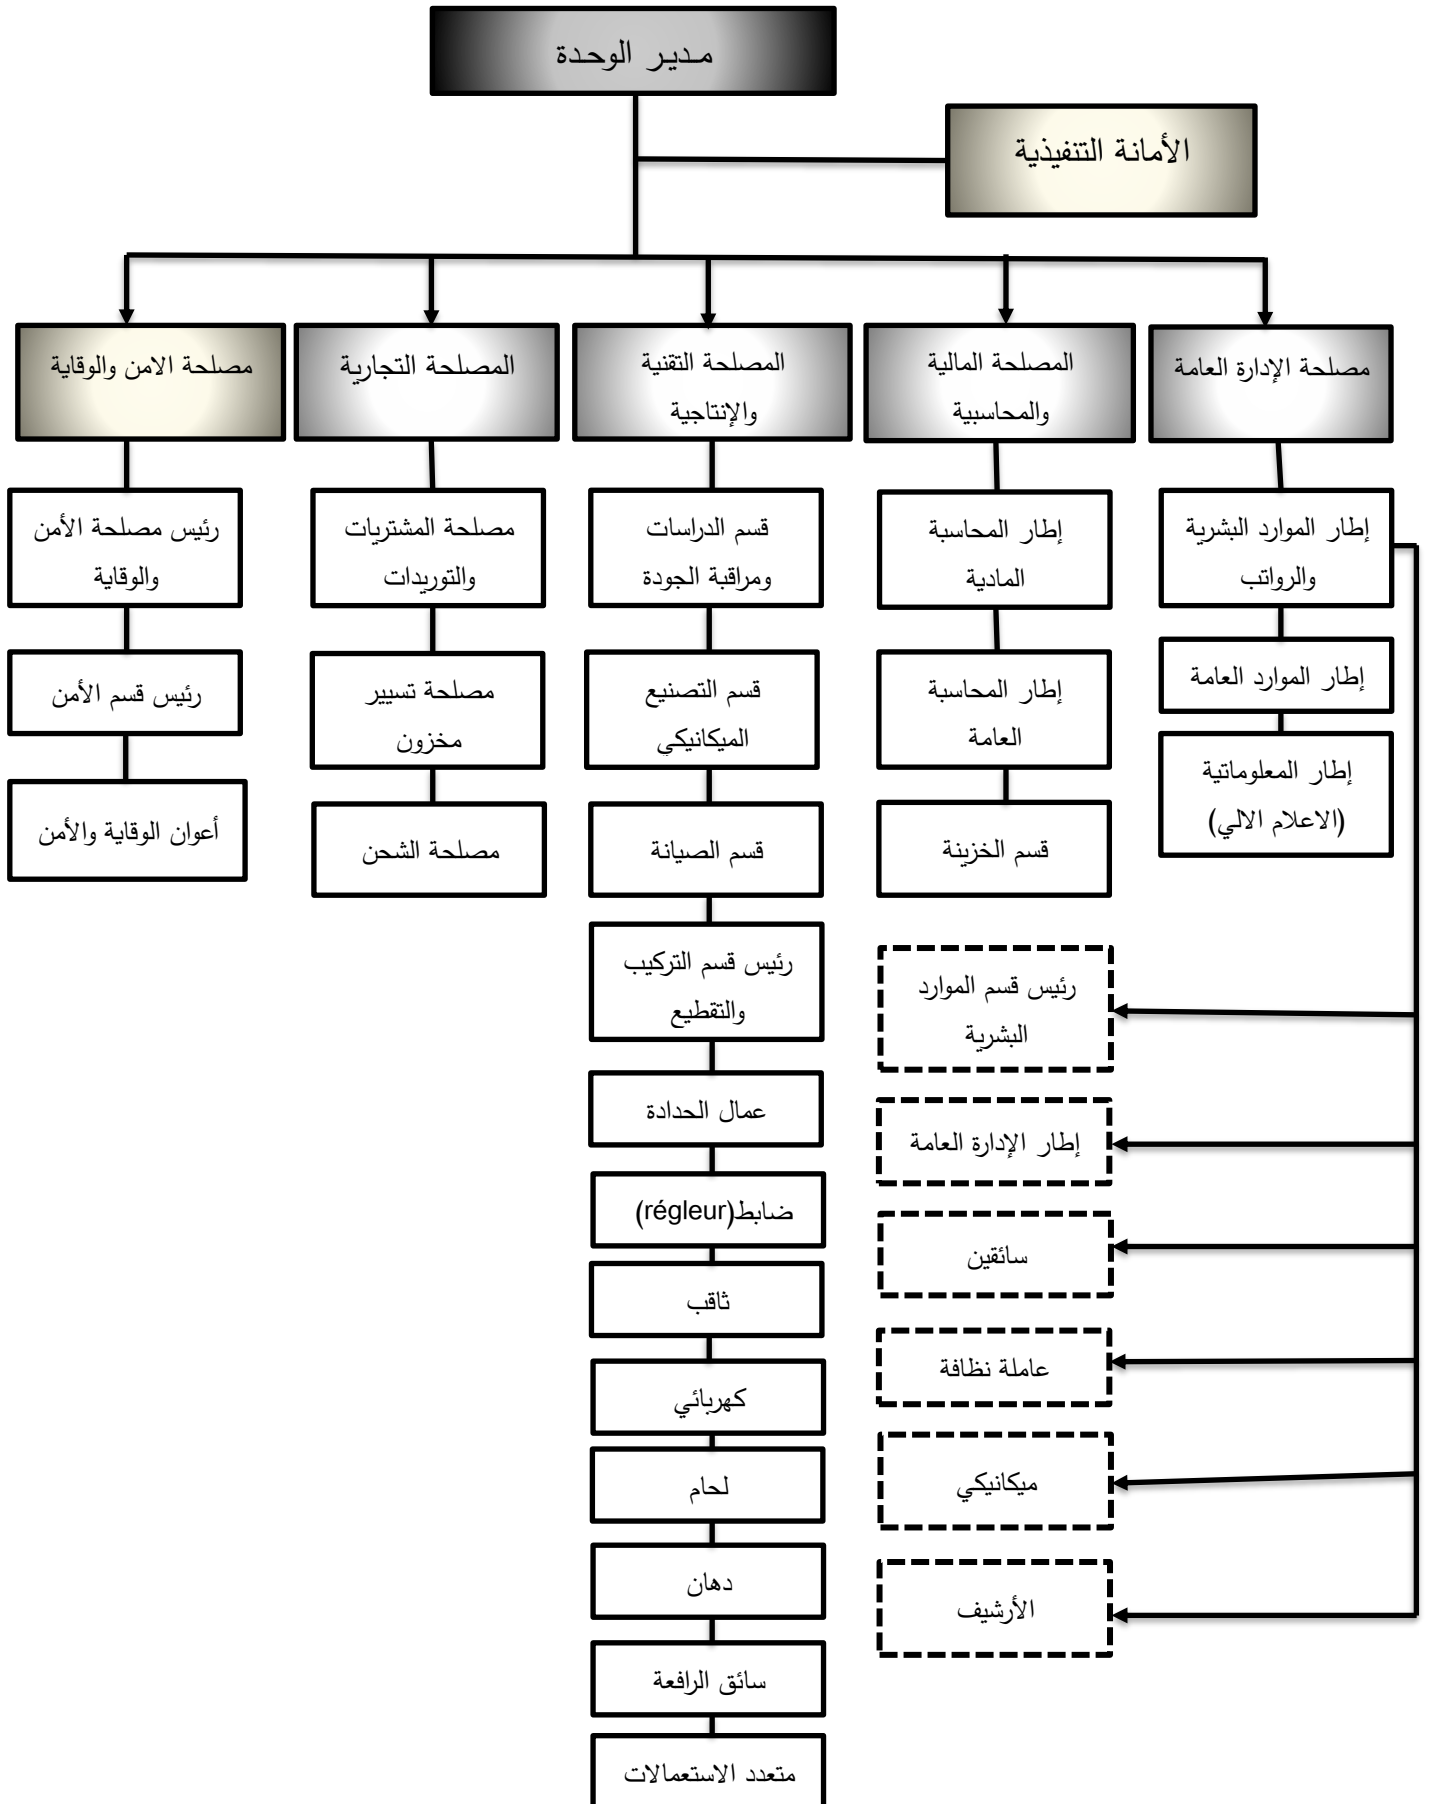 مدير الوحدة
الأمانة التنفيذية
مصلحة الإدارة العامة
المصلحة المالية
والمحاسبية
المصلحة التقنية
والإنتاجية
المصلحة التجارية
مصلحة الامن والوقاية
إطار الموارد البشرية
والرواتب
إطار الموارد العامة
إطار المعلوماتية
(الاعلام الالي)
إطار المحاسبة
المادية
إطار المحاسبة
العامة
قسم الخزينة
قسم الدراسات
ومراقبة الجودة
قسم التصنيع
الميكانيكي
قسم الصيانة
رئيس قسم التركيب
والتقطيع
عمال الحدادة
ضابط(régleur)
ثاقب
كهربائي
لحام
دهان
سائق الرافعة
متعدد الاستعمالات
مصلحة المشتريات
والتوريدات
مصلحة تسيير
مخزون
مصلحة الشحن
رئيس مصلحة الأمن
والوقاية
رئيس قسم الأمن
أعوان الوقاية والأمن
رئيس قسم الموارد
البشرية
إطار الإدارة العامة
سائقين
عاملة نظافة
ميكانيكي
الأرشيف